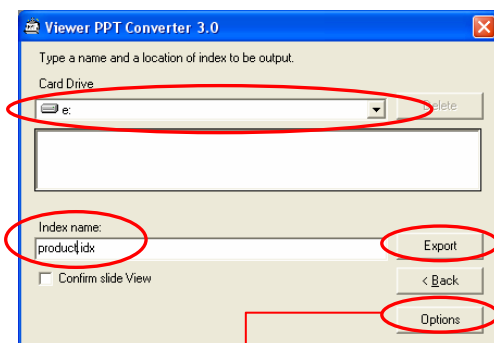 Viewer PPT Converter 3.0
Type a name and a location of index to be output.
Card Drive
e:
Delete
Index name:
product.idx
Export
Confirm slide View
< Back
Options